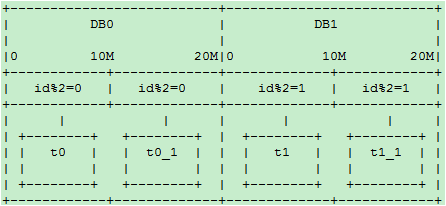 DB0 DB1
0 10M 20M 0 10M 20M
id%2=0 id%2=0 id%2=1 id%2=1
t0 t0_1 t1 t1_1